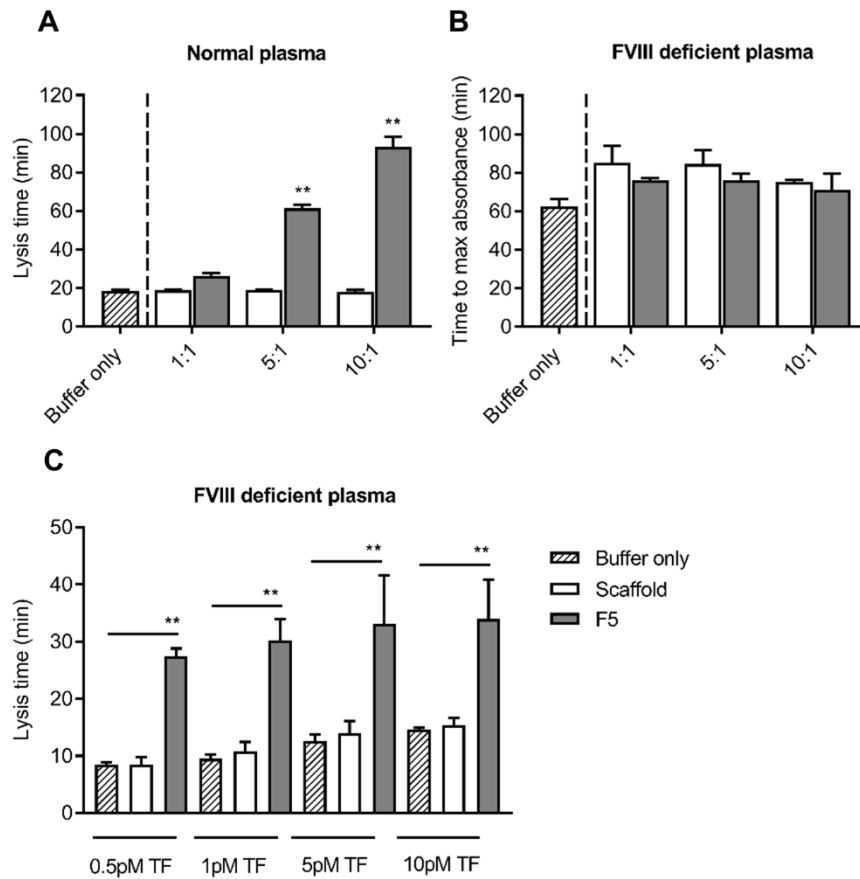 A
Normal plasma
Lysis time (min)
120
100
80
60
40
20
0
**
**
Buffer only
1:1
5:1
10:1
B
FVIII deficient plasma
Time to max absorbance (min)
120
100
80
60
40
20
0
Buffer only
1:1
5:1
10:1
C
FVIII deficient plasma
Lysis time (min)
50
40
30
20
10
0
**
**
**
**
0.5pM TF
1pM TF
5pM TF
10pM TF
Buffer only
Scaffold
F5